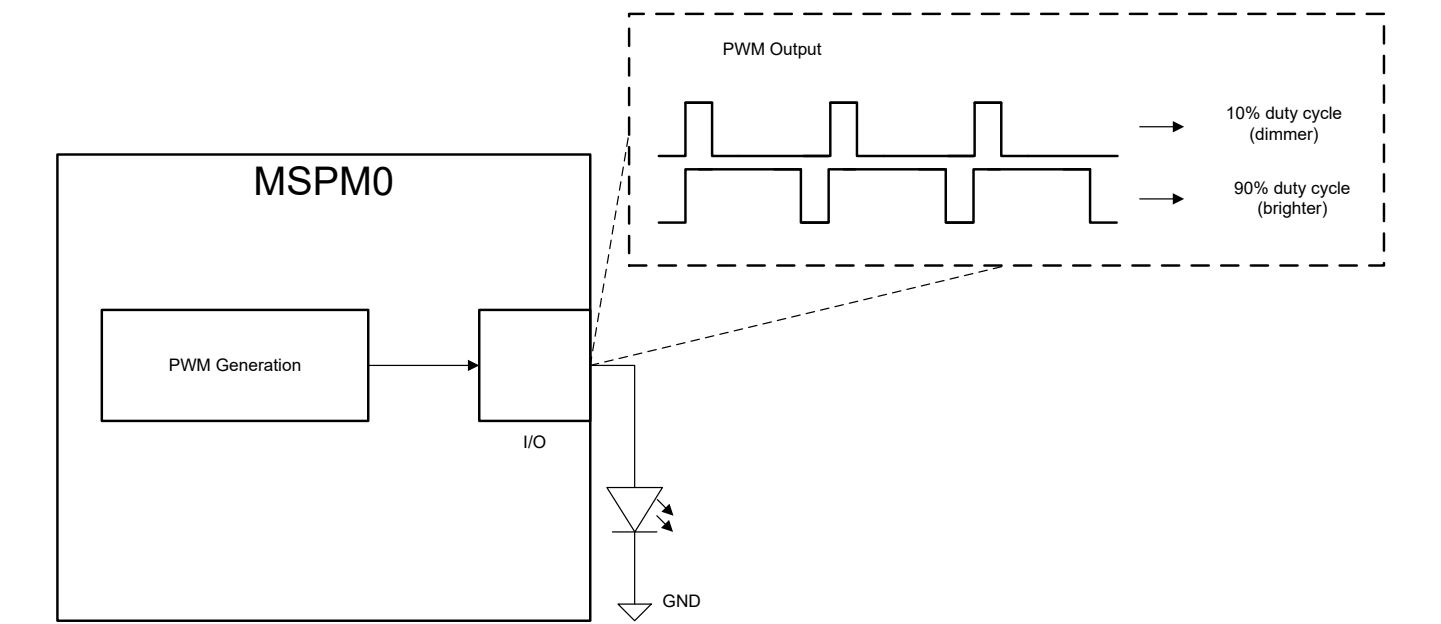 PWM Output
10% duty cycle
(dimmer)
90% duty cycle
(brighter)
MSPM0
PWM Generation
I/O
GND